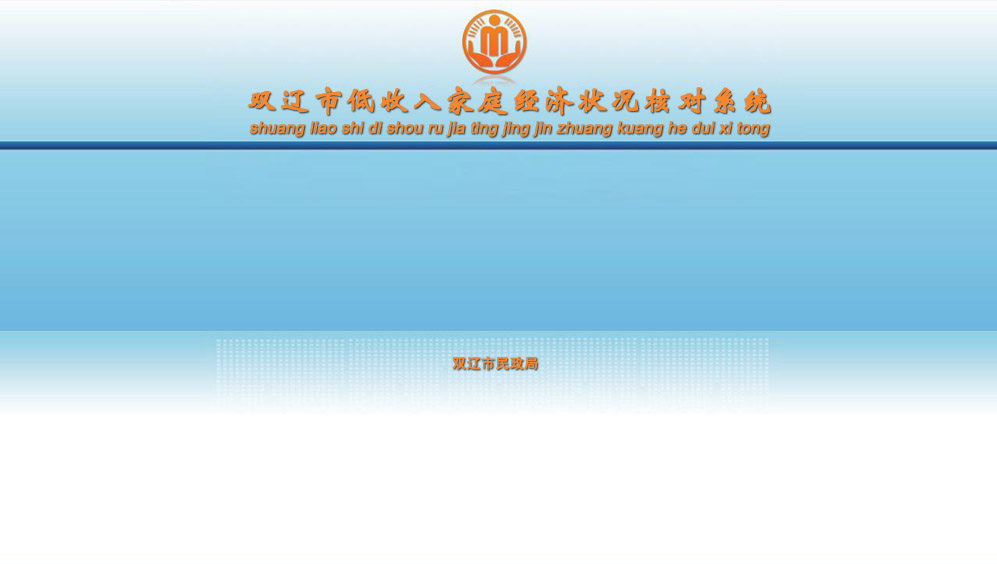 双辽市低收入家庭经济状况核对系统
shuang liao shi di shou ru jia ting jing jin zhuang kuang he dui xi tong
双辽市民政局